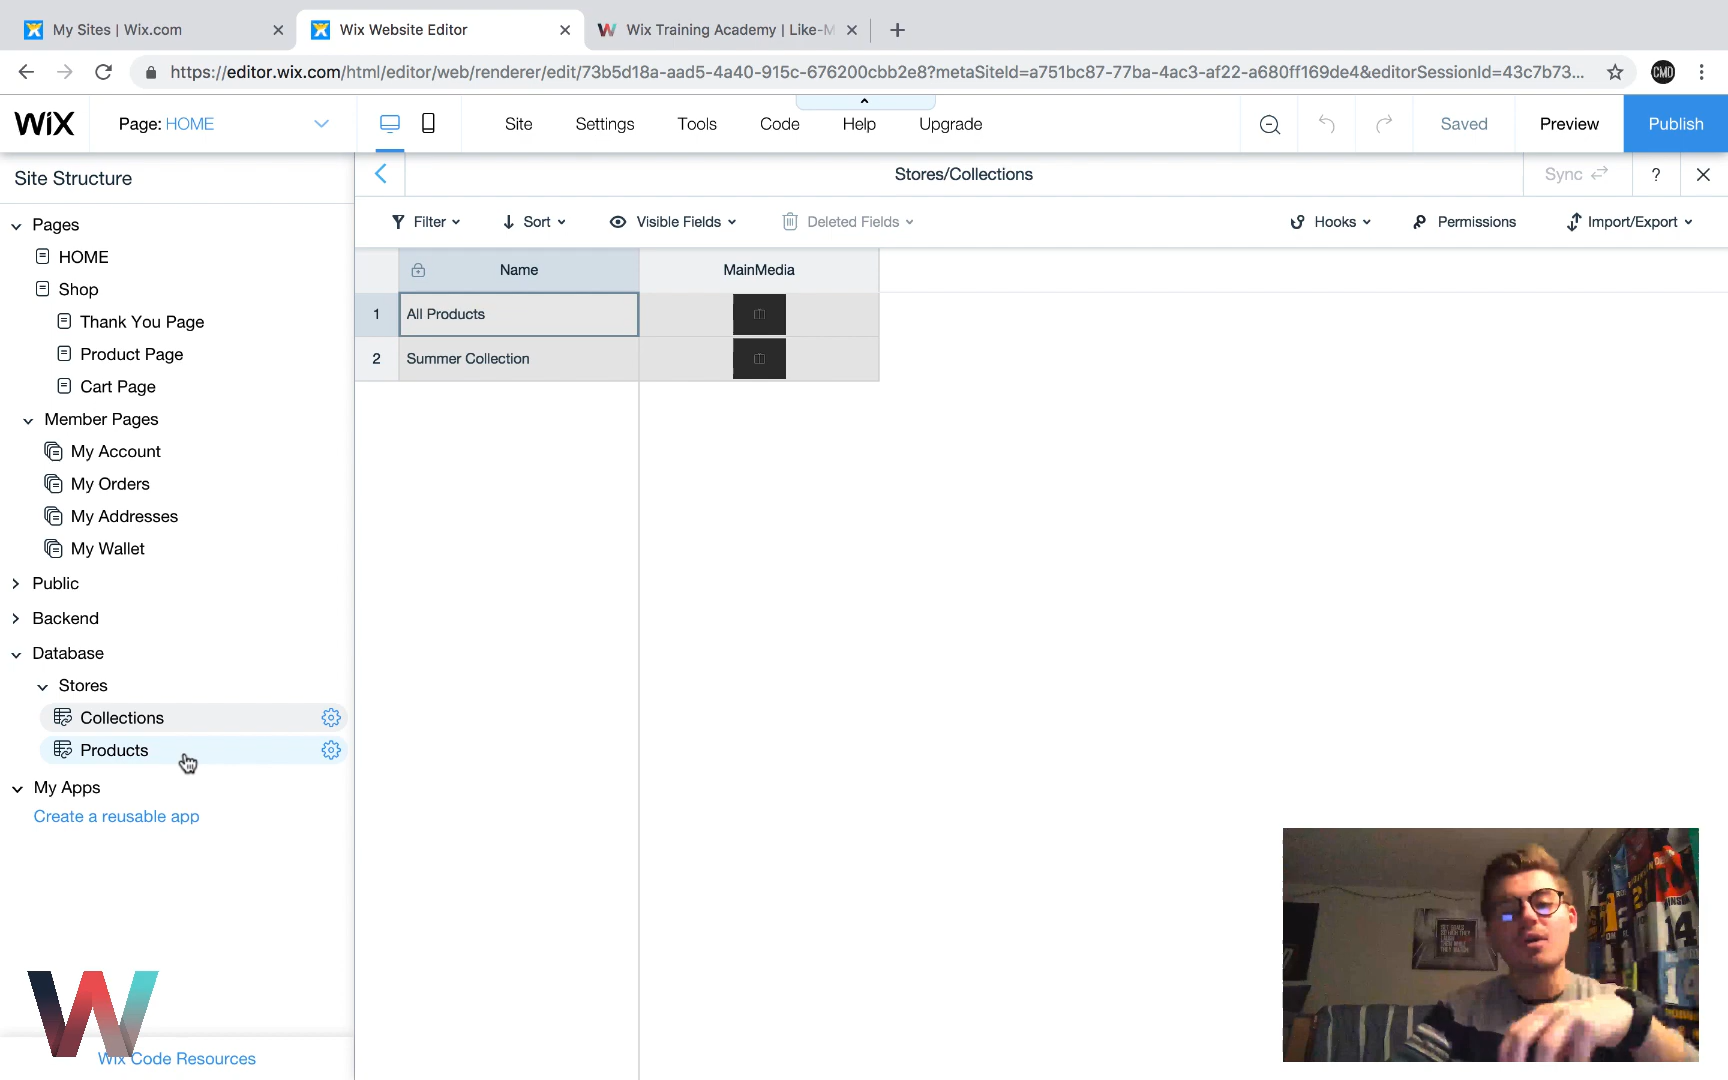 My Sites | Wix.com
Wix Website Editor
Wix Training Academy | Like-M
https://editor.wix.com/html/editor/web/renderer/edit/73b5d18a-aad5-4a40-915c-676200cbb2e8?metaSiteId=a751bc87-77ba-4ac3-af22-a680ff169de4&editorSessionId=43c7b73...
CMD
WiX
Page: HOME
Site
Settings
Tools
Code
Help
Upgrade
Saved
Preview
Publish
Site Structure
Stores/Collections
Sync
?
Filter
Sort
Visible Fields
Deleted Fields
Hooks
Permissions
Import/Export
Pages
HOME
Shop
Thank You Page
Product Page
Cart Page
Member Pages
My Account
My Orders
My Addresses
My Wallet
Public
Backend
Database
Stores
Collections
Products
My Apps
Create a reusable app
Wix Code Resources
Name
MainMedia
1
All Products
2
Summer Collection
14